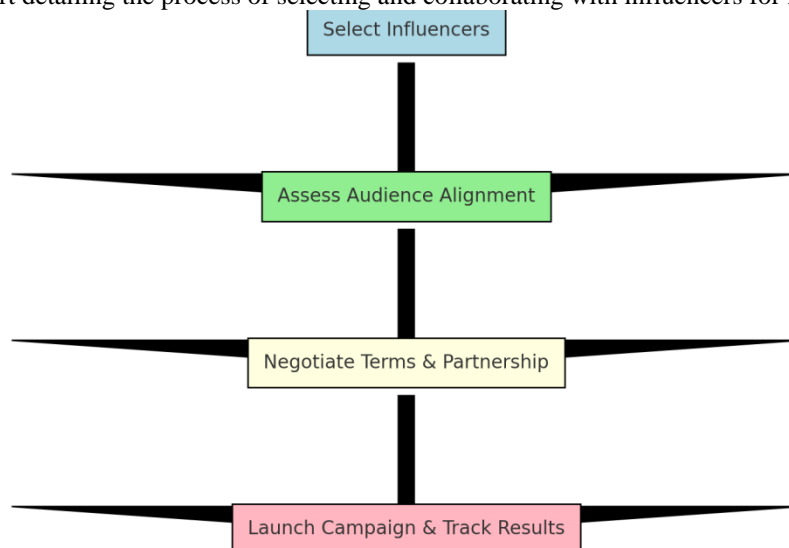 detailing the process of selecting and collaborating with influencers for
Select Influencers
Assess Audience Alignment
Negotiate Terms & Partnership
Launch Campaign & Track Results